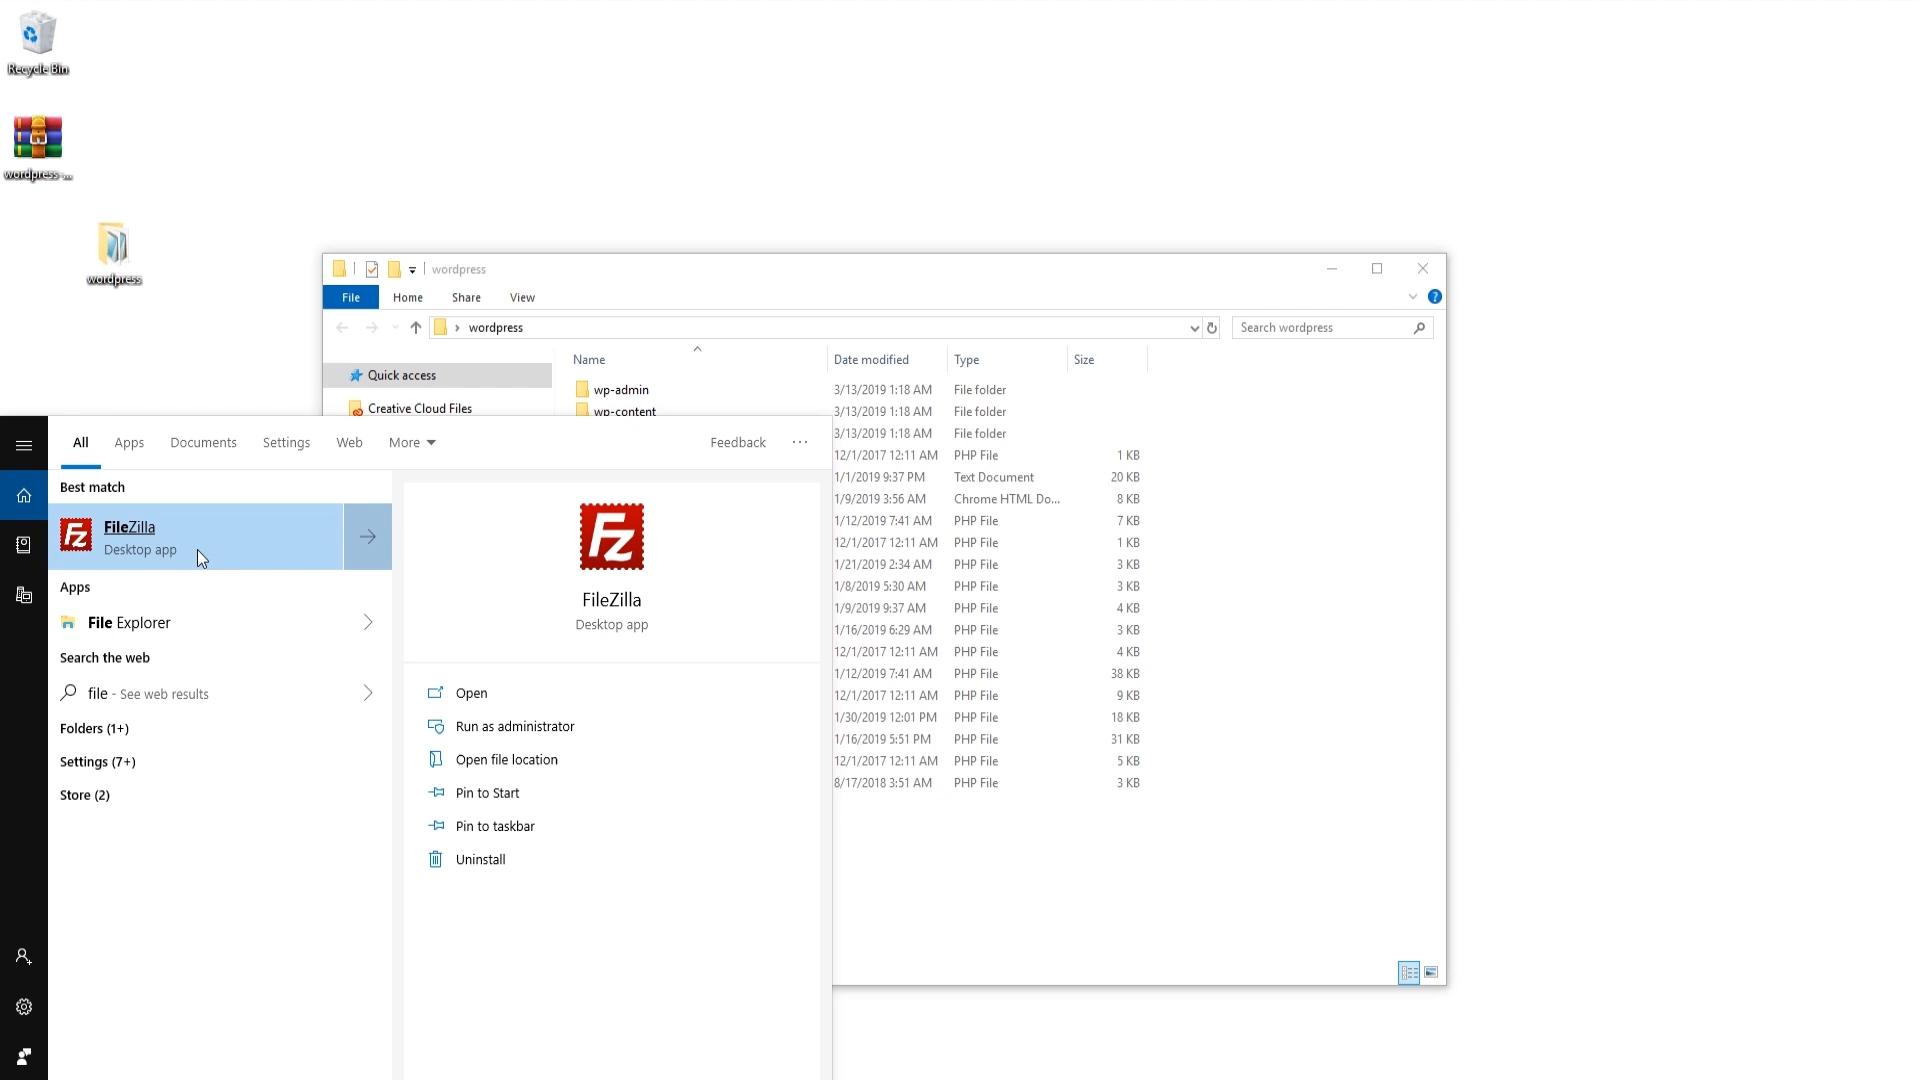 Recycle Bin
wordpress-...
wordpress
wordpress
File Home Share View
wordpress
Search wordpress
Name Date modified Type Size
Quick access
Creative Cloud Files
wp-admin 3/13/2019 1:18 AM File folder
wp-content 3/13/2019 1:18 AM File folder
3/13/2019 1:18 AM File folder
12/1/2017 12:11 AM PHP File 1 KB
1/1/2019 9:37 PM Text Document 20 KB
1/9/2019 3:56 AM Chrome HTML Do... 8 KB
1/12/2019 7:41 AM PHP File 7 KB
12/1/2017 12:11 AM PHP File 1 KB
1/21/2019 2:34 AM PHP File 3 KB
1/8/2019 5:30 AM PHP File 3 KB
1/9/2019 9:37 AM PHP File 4 KB
1/16/2019 6:29 AM PHP File 3 KB
12/1/2017 12:11 AM PHP File 4 KB
1/12/2019 7:41 AM PHP File 38 KB
12/1/2017 12:11 AM PHP File 9 KB
1/30/2019 12:01 PM PHP File 18 KB
1/16/2019 5:51 PM PHP File 31 KB
12/1/2017 12:11 AM PHP File 5 KB
8/17/2018 3:51 AM PHP File 3 KB
All Apps Documents Settings Web More Feedback ...
Best match
Fz
FileZilla
Desktop app
Apps
File Explorer
Search the web
file - See web results
Folders (1+)
Settings (7+)
Store (2)
Fz
FileZilla
Desktop app
Open
Run as administrator
Open file location
Pin to Start
Pin to taskbar
Uninstall